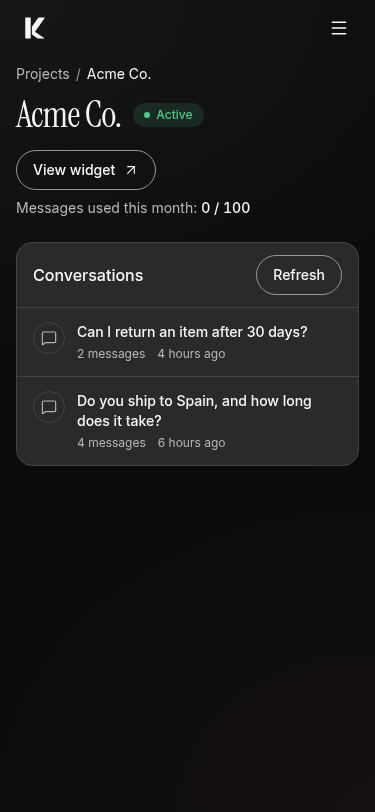 K
Projects / Acme Co.
Acme Co.
Active
View widget
Messages used this month: 0 / 100
Conversations
Refresh
Can I return an item after 30 days?
2 messages 4 hours ago
Do you ship to Spain, and how long
does it take?
4 messages 6 hours ago